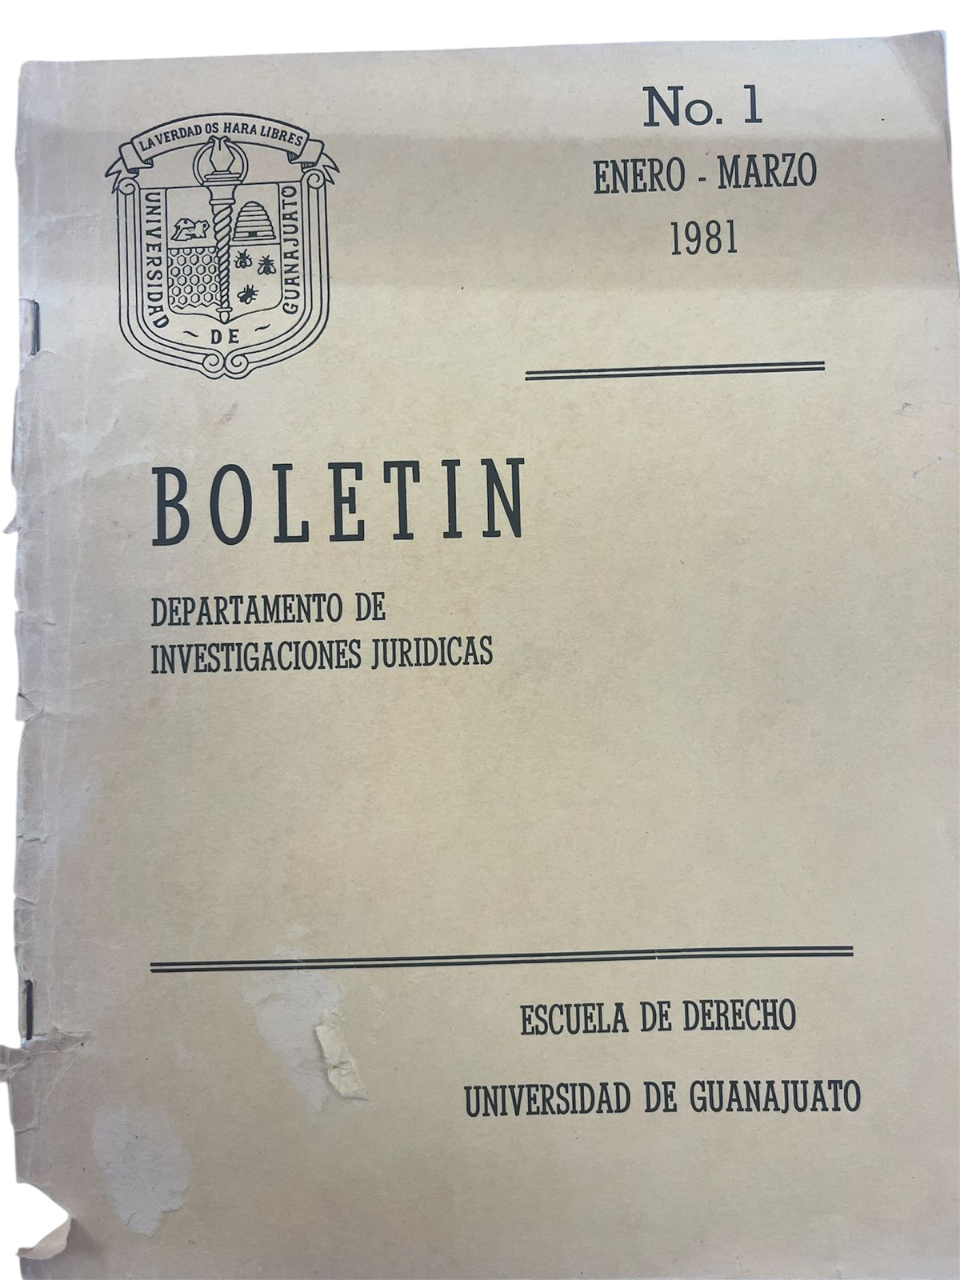 LA VERDAD OS HARA LIBRES
UNIVERSIDAD
DE
GUANAJUATO
No. 1
ENERO - MARZO
1981
BOLETIN
DEPARTAMENTO DE
INVESTIGACIONES JURIDICAS
ESCUELA DE DERECHO
UNIVERSIDAD DE GUANAJUATO